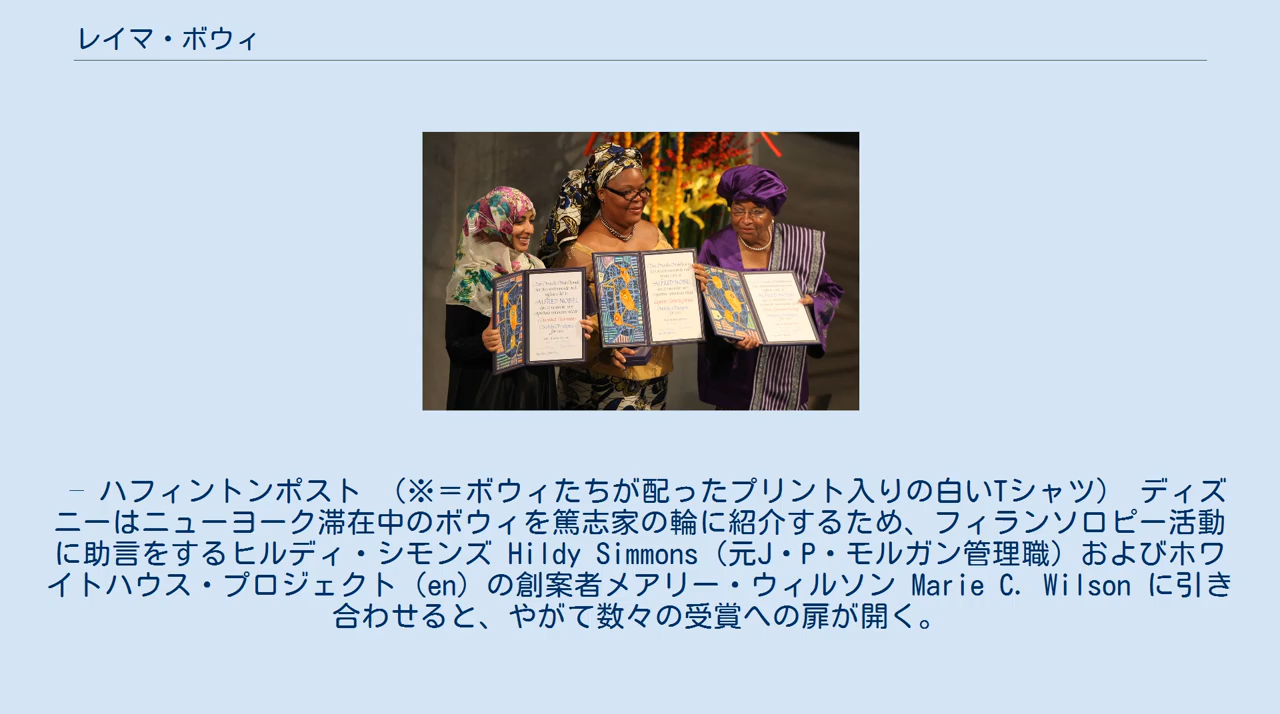 レイマ・ボウィ
ALFRED NOBEL
ALFRED NOBEL
ALFRED NOBEL
– ハフィントンポスト （※＝ボウィたちが配ったプリント入りの白いTシャツ） ディズ
ニーはニューヨーク滞在中のボウィを篤志家の輪に紹介するため、フィランソロピー活動
に助言をするヒルディ・シモンズ Hildy Simmons（元J・P・モルガン管理職）およびホワ
イトハウス・プロジェクト（en）の創案者メアリー・ウィルソン Marie C. Wilson に引き
合わせると、やがて数々の受賞への扉が開く。